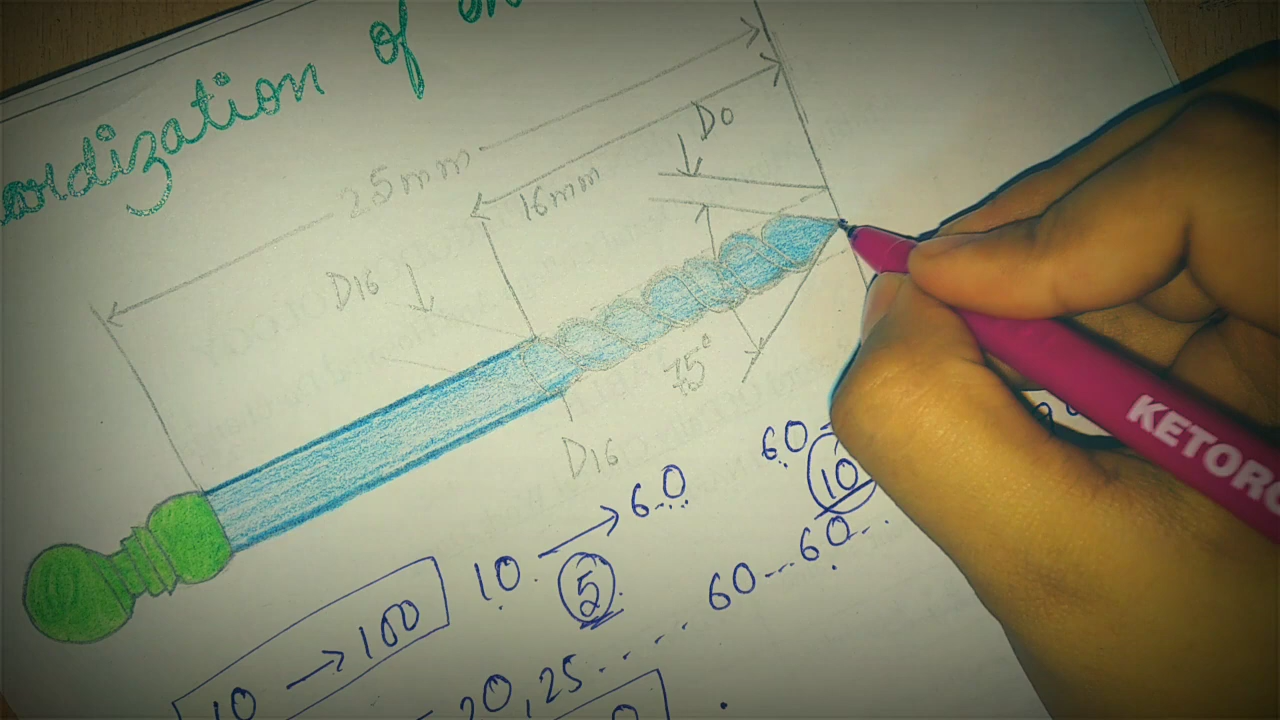 ardization of
25mm
16mm
D0
D16
75°
D16
10 → 60
5
60
10
10 → 100
20, 25 ..... 60 --- 60 --
KETORO